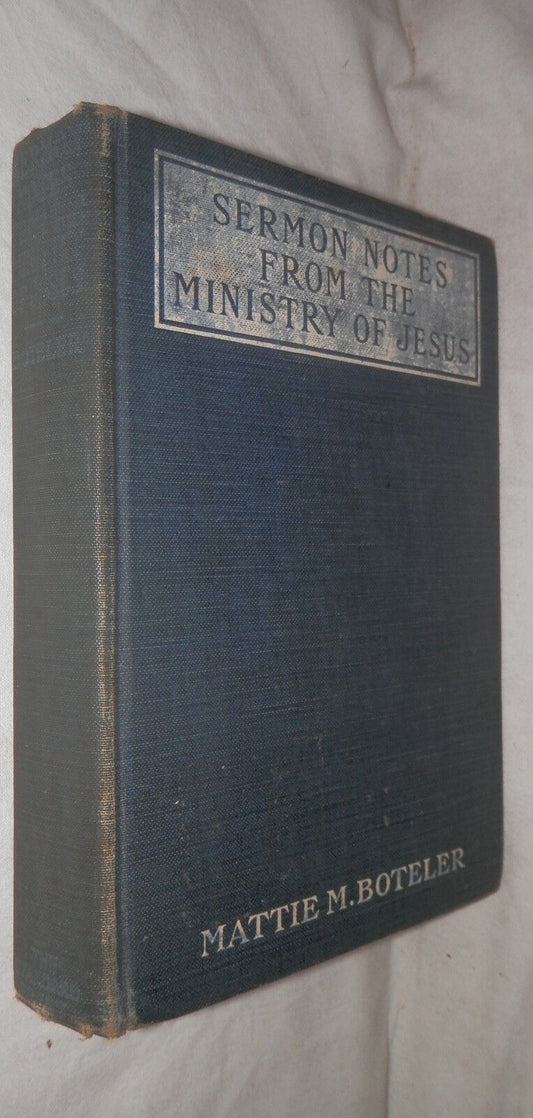 SERMON NOTES
FROM THE
MINISTRY OF JESUS
MATTIE M. BOTELER